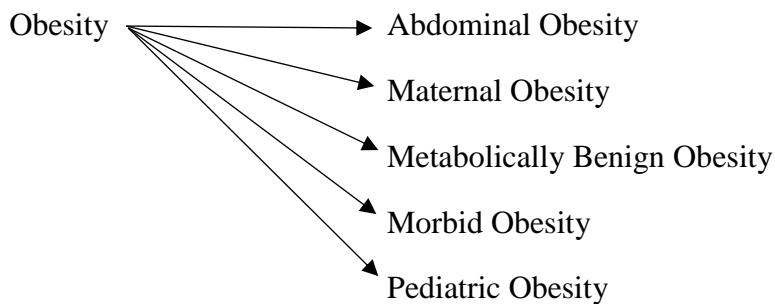 Obesity Abdominal Obesity
Maternal Obesity
Metabolically Benign Obesity
Morbid Obesity
Pediatric Obesity